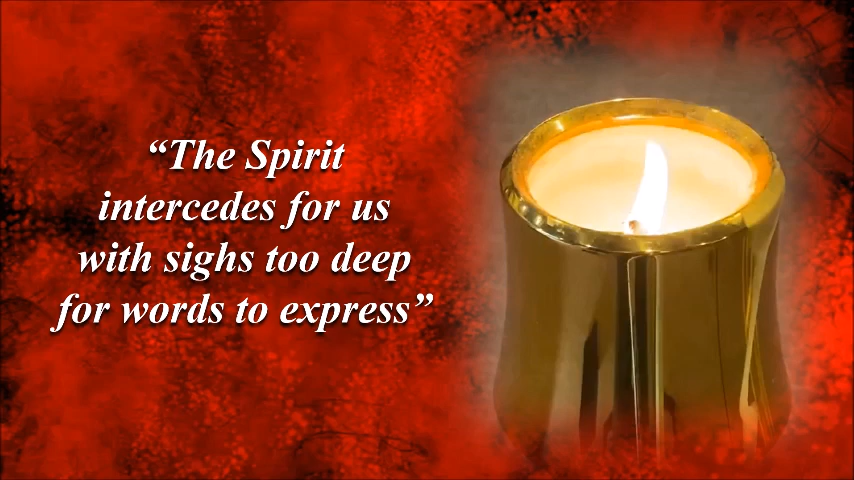 “The Spirit
intercedes for us
with sighs too deep
for words to express”